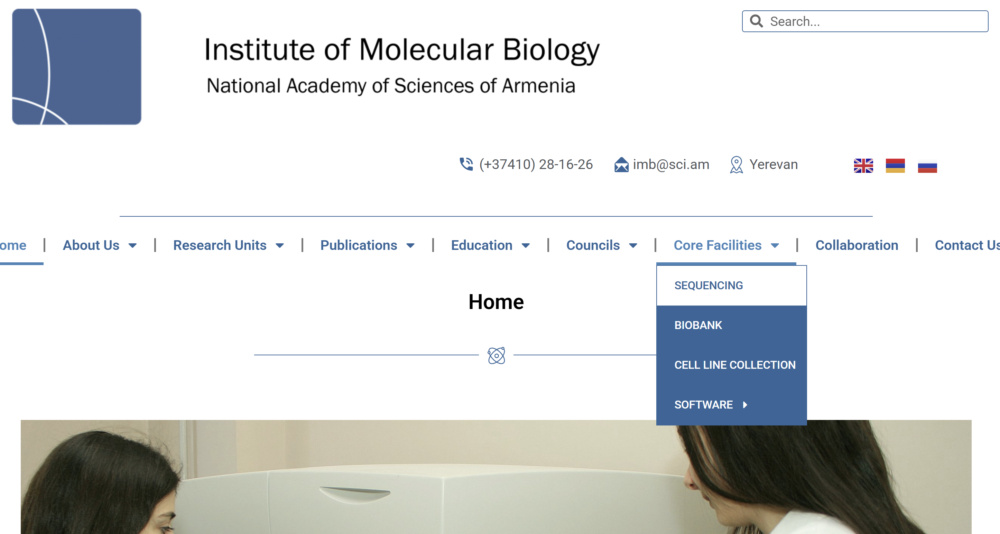 Search...
Institute of Molecular Biology
National Academy of Sciences of Armenia
(+37410) 28-16-26 imb@sci.am Yerevan
ome | About Us | Research Units | Publications | Education | Councils | Core Facilities | Collaboration | Contact Us
SEQUENCING
Home
BIOBANK
CELL LINE COLLECTION
SOFTWARE